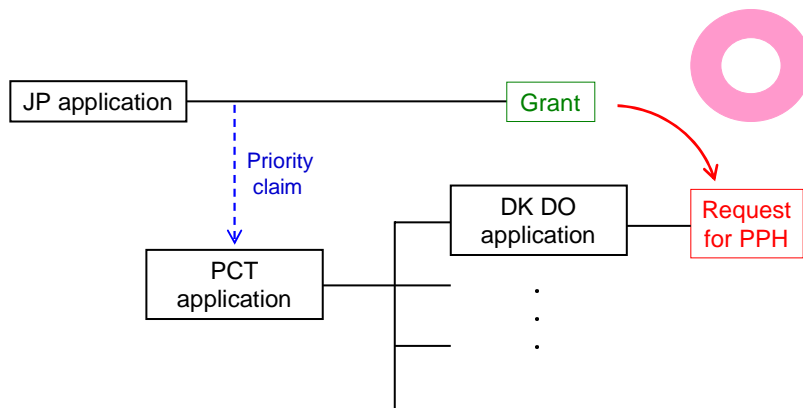 JP application
Grant
Priority
claim
DK DO
application
Request
for PPH
PCT
application